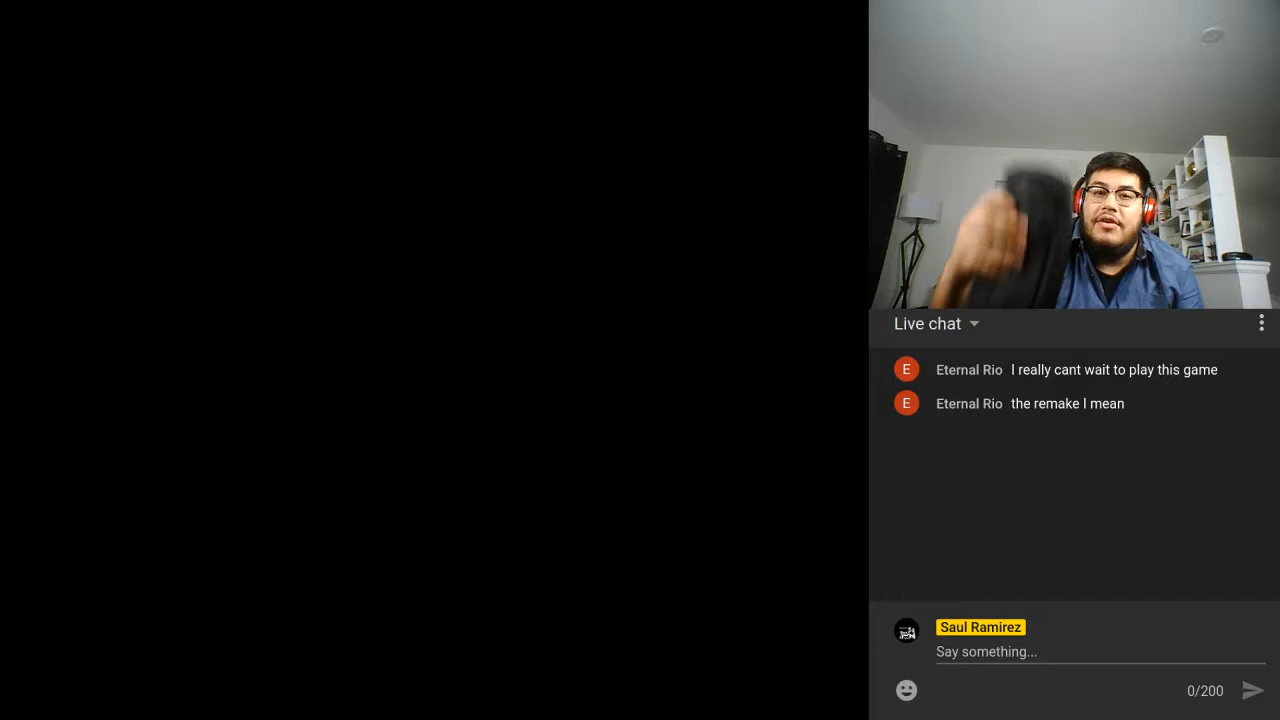 Live chat
E Eternal Rio I really cant wait to play this game
E Eternal Rio the remake I mean
Saul Ramirez
Say something...
0/200